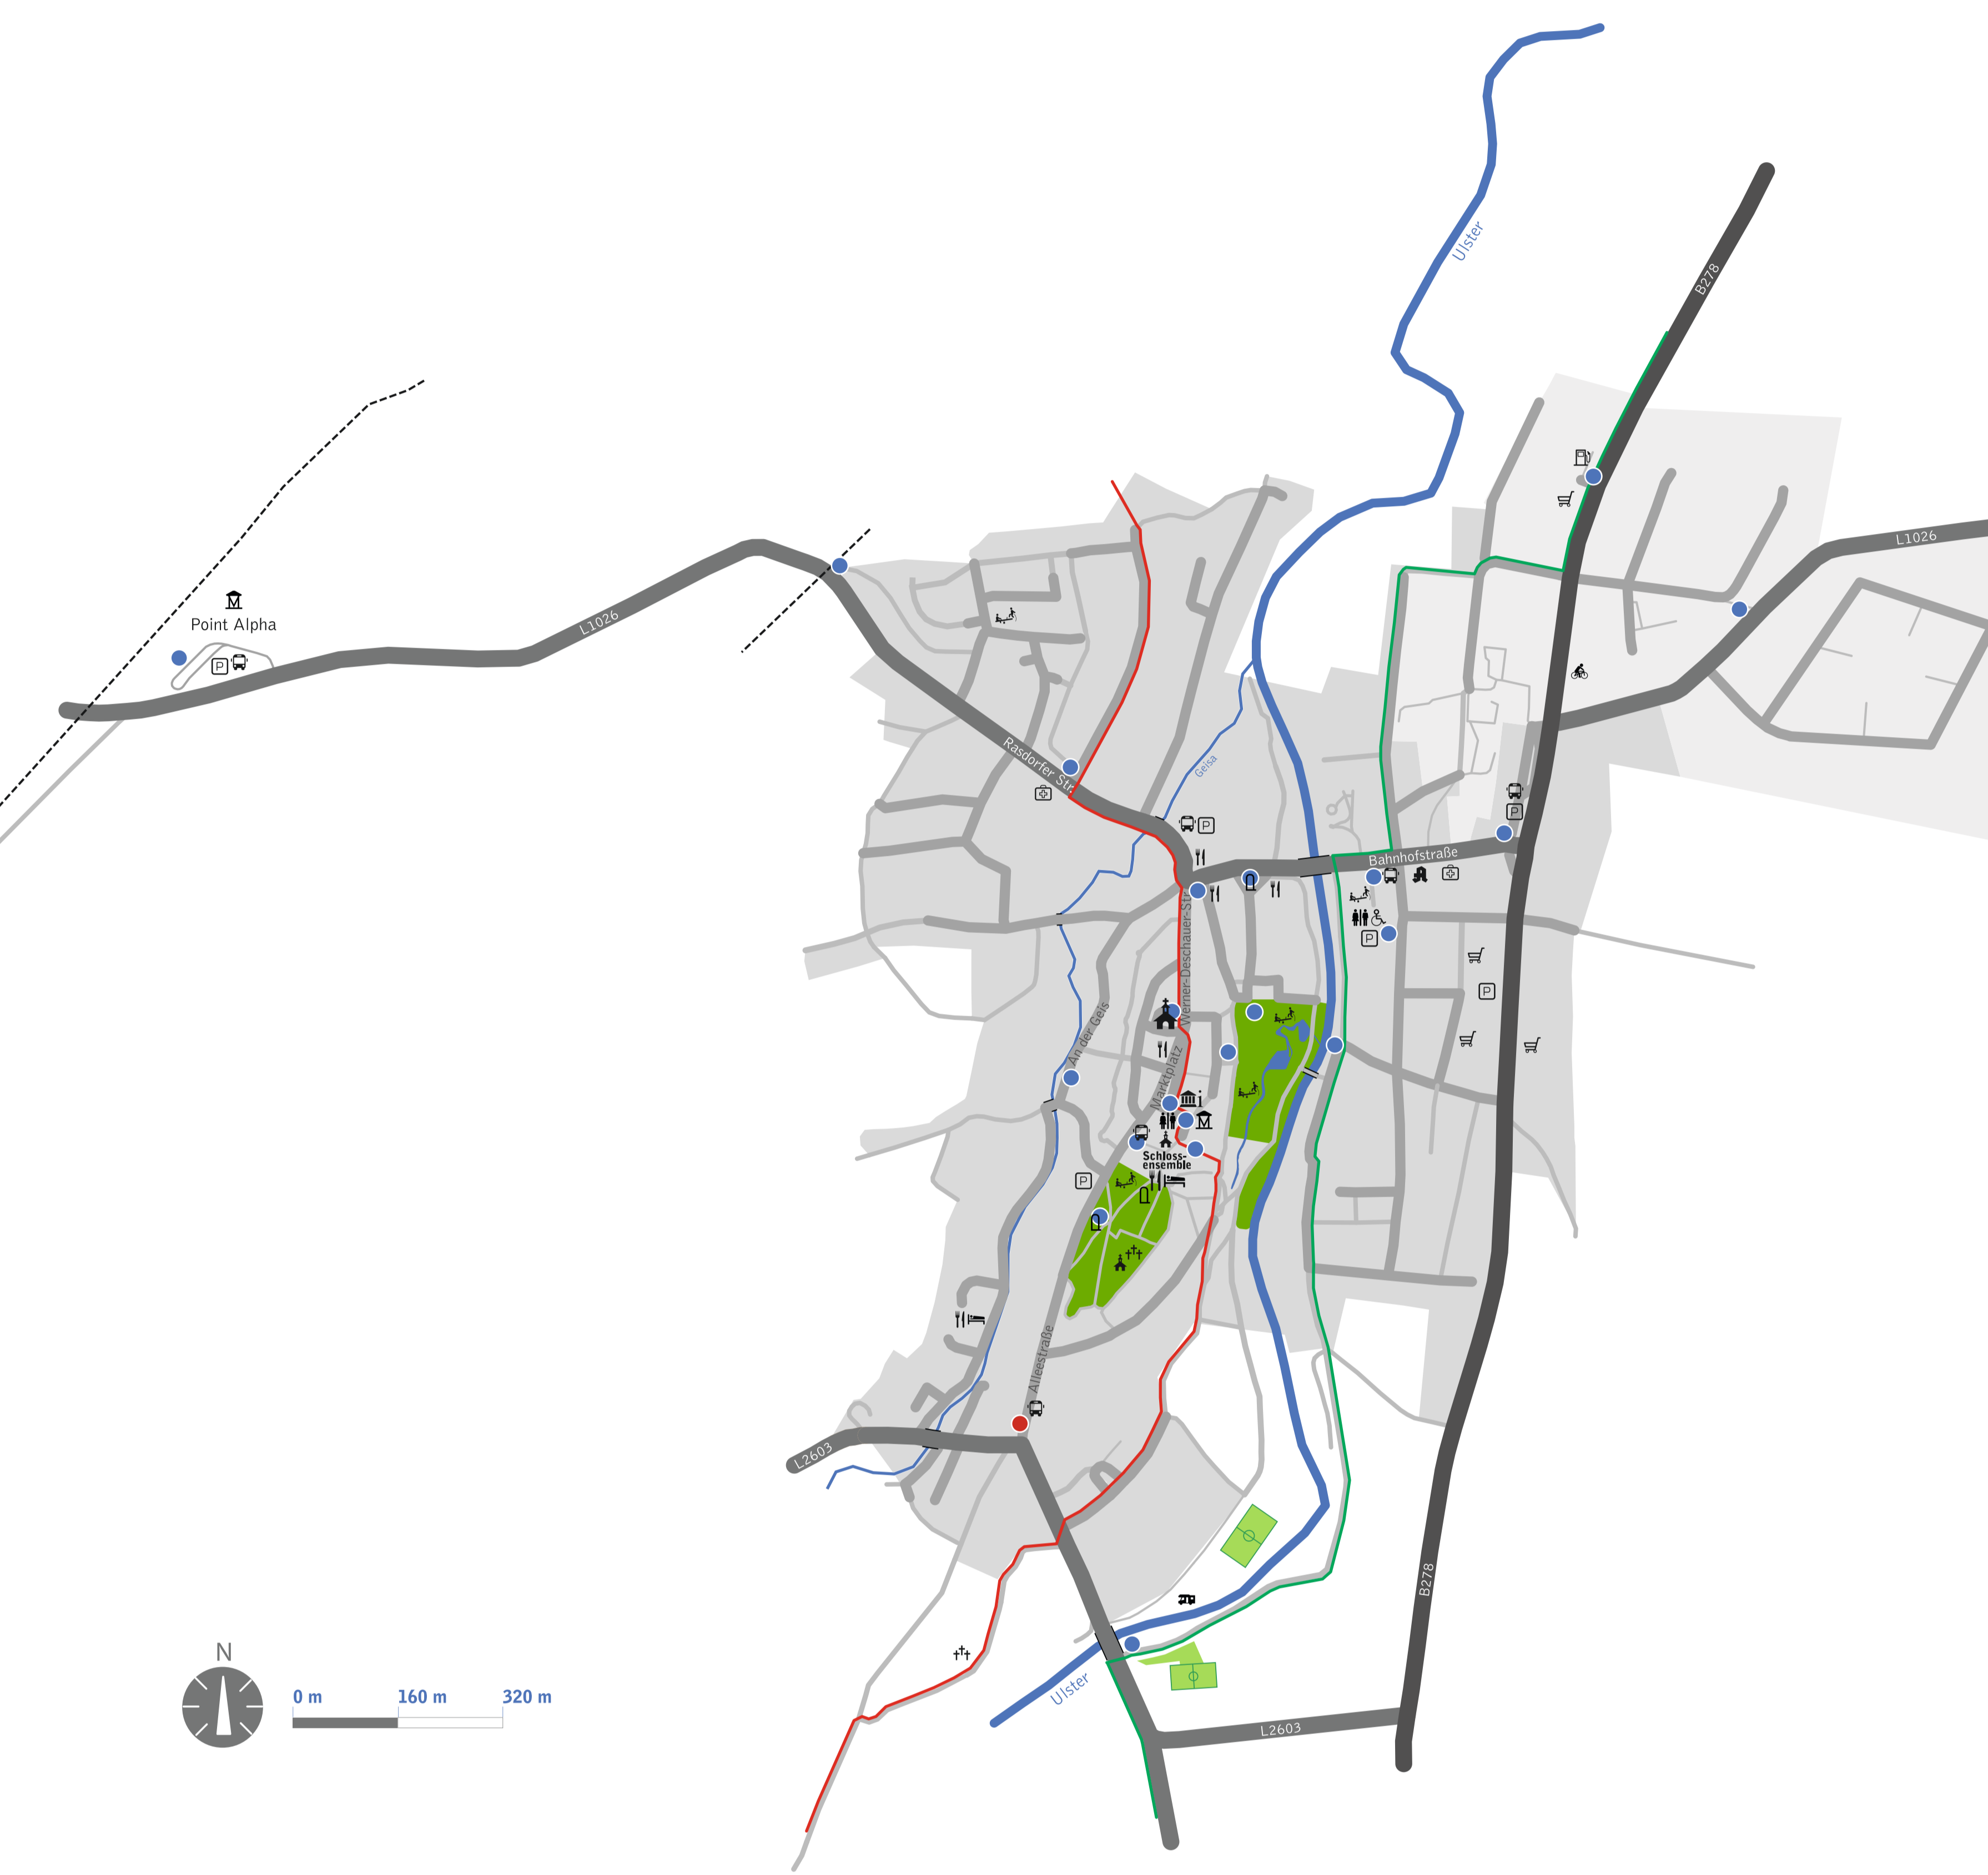 Ulster
B278
L1026
Point Alpha
P
L1026
Rasdorfer Str.
Geisa
P
P
Bahnhofstraße
Werner-Deschauer-Str.
P
P
An der Geis
Marktplatz
i
Schloss-
ensemble
P
Alleestraße
L2603
B278
N
0 m
160 m
320 m
Ulster
L2603